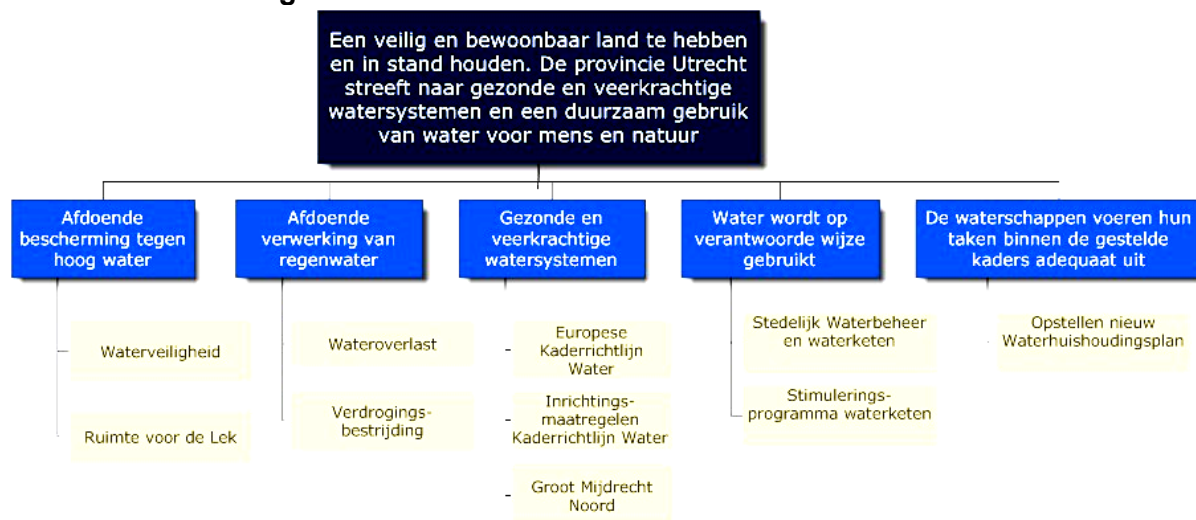 Een veilig en bewoonbaar land te hebben
en in stand houden. De provincie Utrecht
streeft naar gezonde en veerkrachtige
watersystemen en een duurzaam gebruik
van water voor mens en natuur
Afdoende
bescherming tegen
hoog water
Afdoende
verwerking van
regenwater
Gezonde en
veerkrachtige
watersystemen
Water wordt op
verantwoorde wijze
gebruikt
De waterschappen voeren hun
taken binnen de gestelde
kaders adequaat uit
Waterveiligheid
Ruimte voor de Lek
Wateroverlast
Verdrogings-
bestrijding
Europese
Kaderrichtlijn
Water
Inrichtings-
maatregelen
Kaderrichtlijn Water
Groot Mijdrecht
Noord
Stedelijk Waterbeheer
en waterketen
Stimulerings-
programma waterketen
Opstellen nieuw
Waterhuishoudingsplan